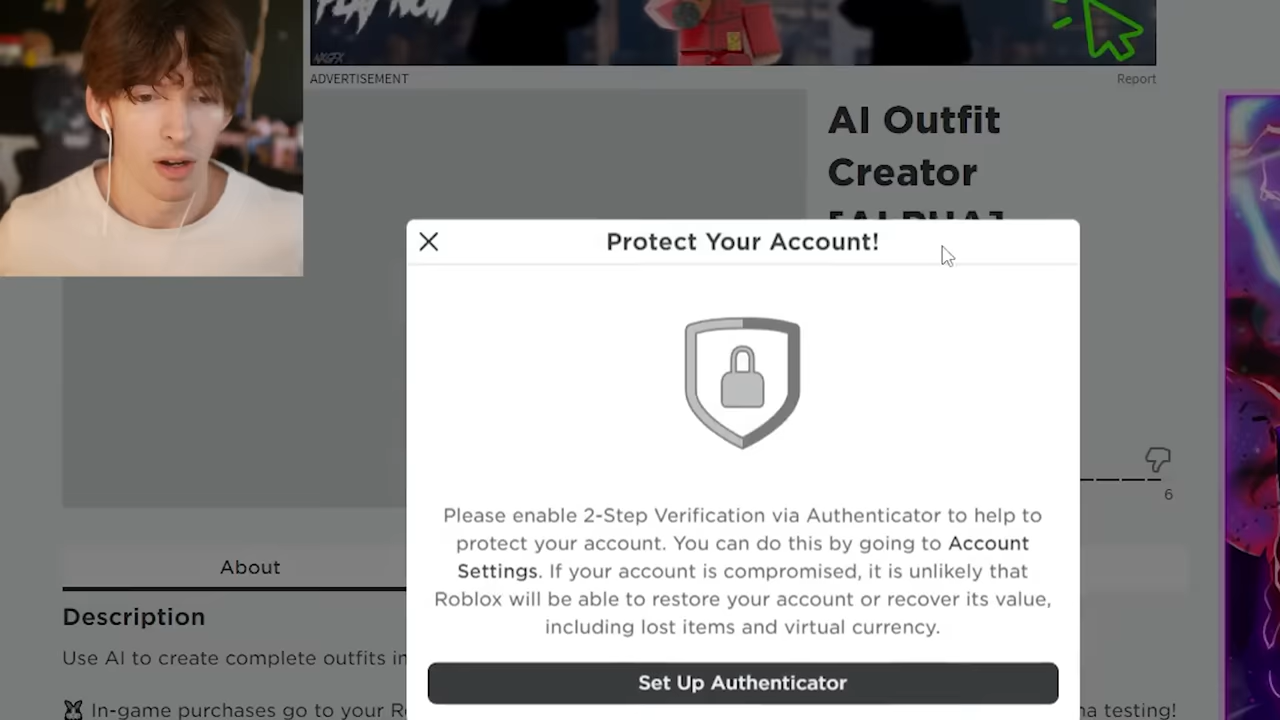 PLAY NOW
NXGFX
ADVERTISEMENT
Report
AI Outfit
Creator
[ALPHA]
Protect Your Account!
Please enable 2-Step Verification via Authenticator to help to
protect your account. You can do this by going to Account
Settings. If your account is compromised, it is unlikely that
Roblox will be able to restore your account or recover its value,
including lost items and virtual currency.
Set Up Authenticator
6
About
Description
Use AI to create complete outfits in
In-game purchases go to your
testing!